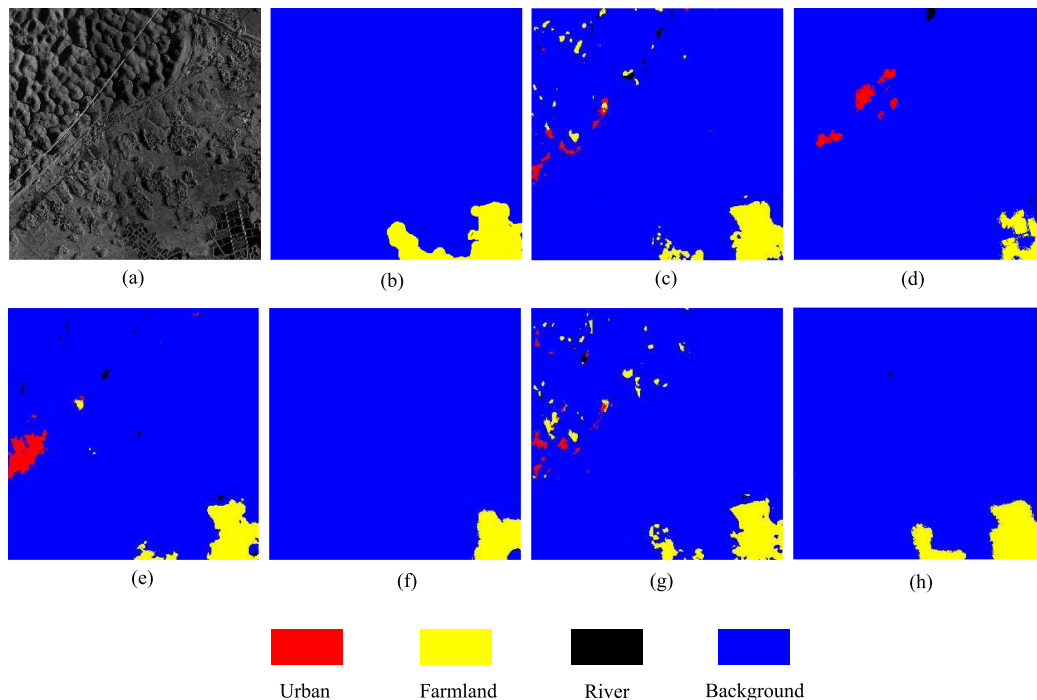 (a)
(b)
(c)
(d)
(e)
(f)
(g)
(h)
Urban Farmland River Background